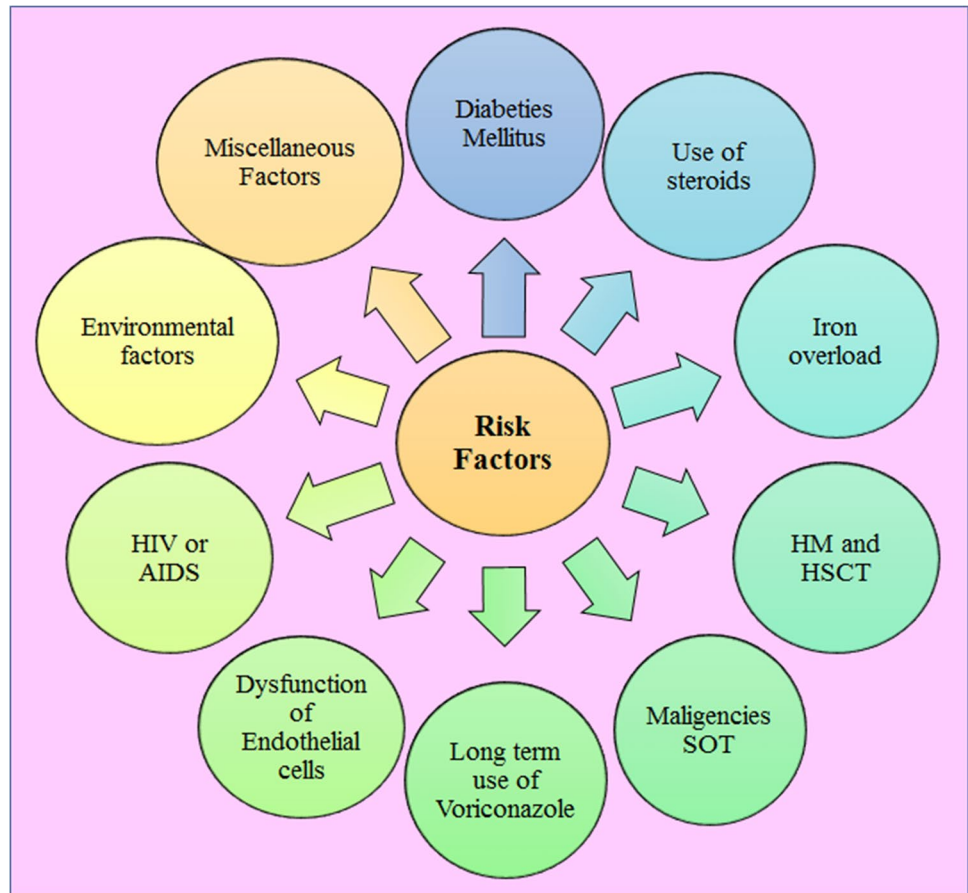 Diabeties
Mellitus
Use of
steroids
Iron
overload
HM and
HSCT
Maligencies
SOT
Long term
use of
Voriconazole
Dysfunction
of
Endothelial
cells
HIV or
AIDS
Environmental
factors
Miscellaneous
Factors
Risk
Factors